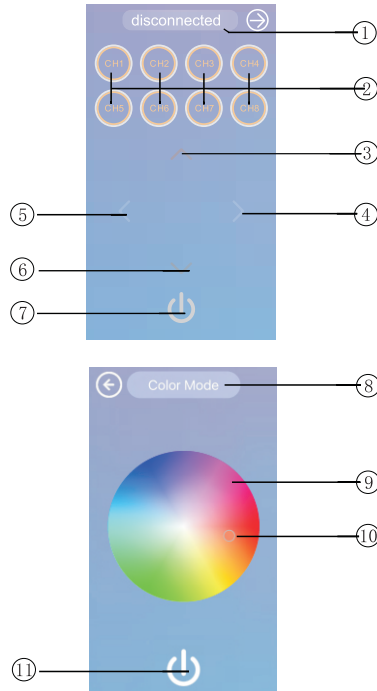 disconnected
①
CH1 CH2 CH3 CH4
②
CH5 CH6 CH7 CH8
③
⑤ ④
⑥
⑦
Color Mode ⑧
⑨
⑩
⑪